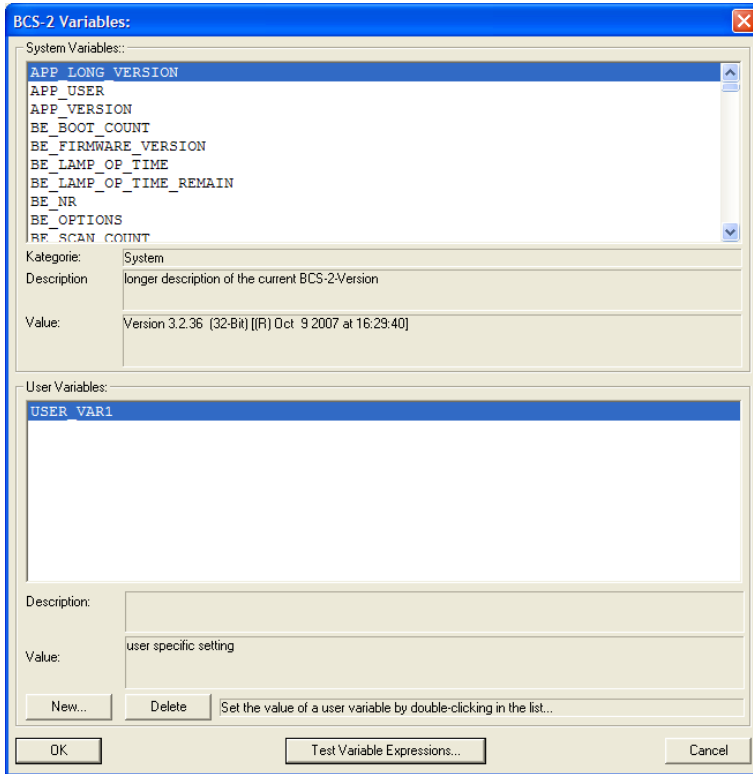 BCS-2 Variables:
System Variables::
APP_LONG_VERSION
APP_USER
APP_VERSION
BE_BOOT_COUNT
BE_FIRMWARE_VERSION
BE_LAMP_OP_TIME
BE_LAMP_OP_TIME_REMAIN
BE_NR
BE_OPTIONS
BE_SCAN_COUNT
Kategorie: System
Description longer description of the current BCS-2-Version
Value: Version 3.2.36 (32-Bit) [(R) Oct 9 2007 at 16:29:40]
User Variables:
USER_VAR1
Description:
Value: user specific setting
New... Delete Set the value of a user variable by double-clicking in the list...
OK Test Variable Expressions... Cancel